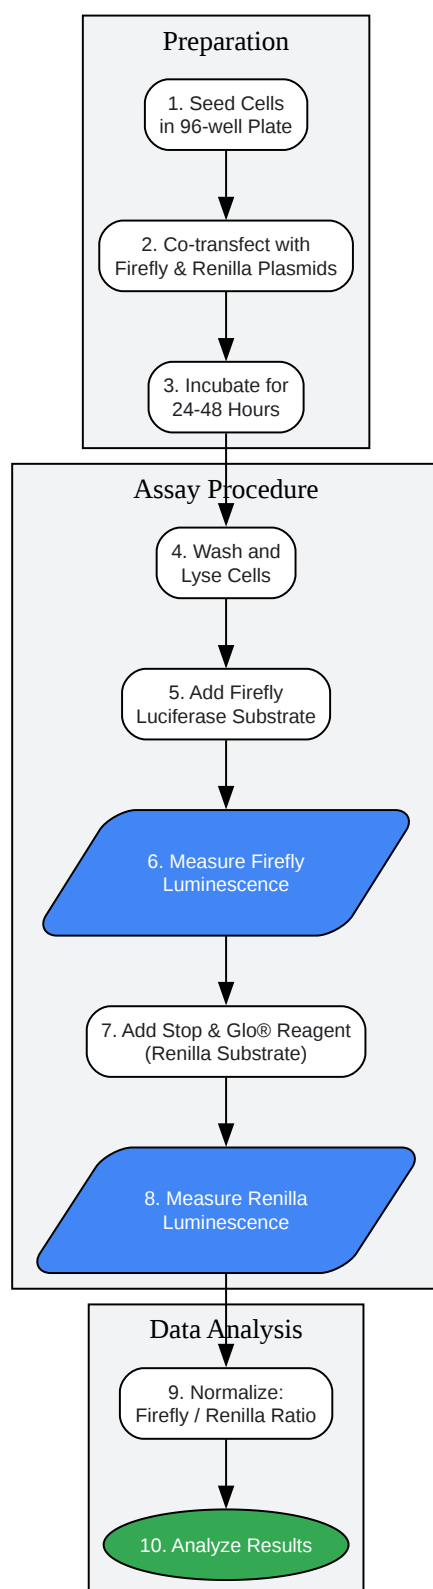 Preparation
1. Seed Cells
in 96-well Plate
2. Co-transfect with
Firefly & Renilla Plasmids
3. Incubate for
24-48 Hours
Assay Procedure
4. Wash and
Lyse Cells
5. Add Firefly
Luciferase Substrate
6. Measure Firefly
Luminescence
7. Add Stop & Glo® Reagent
(Renilla Substrate)
8. Measure Renilla
Luminescence
Data Analysis
9. Normalize:
Firefly / Renilla Ratio
10. Analyze Results